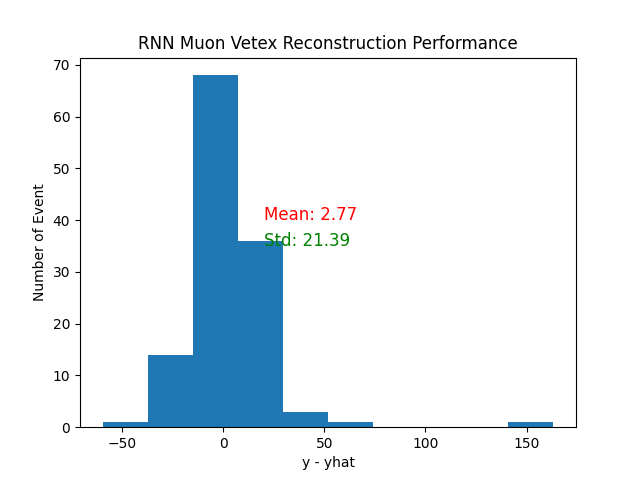 RNN Muon Vetex Reconstruction Performance
70
60
50
40
30
20
10
0
Number of Event
Mean: 2.77
Std: 21.39
−50
0
50
100
150
y - yhat